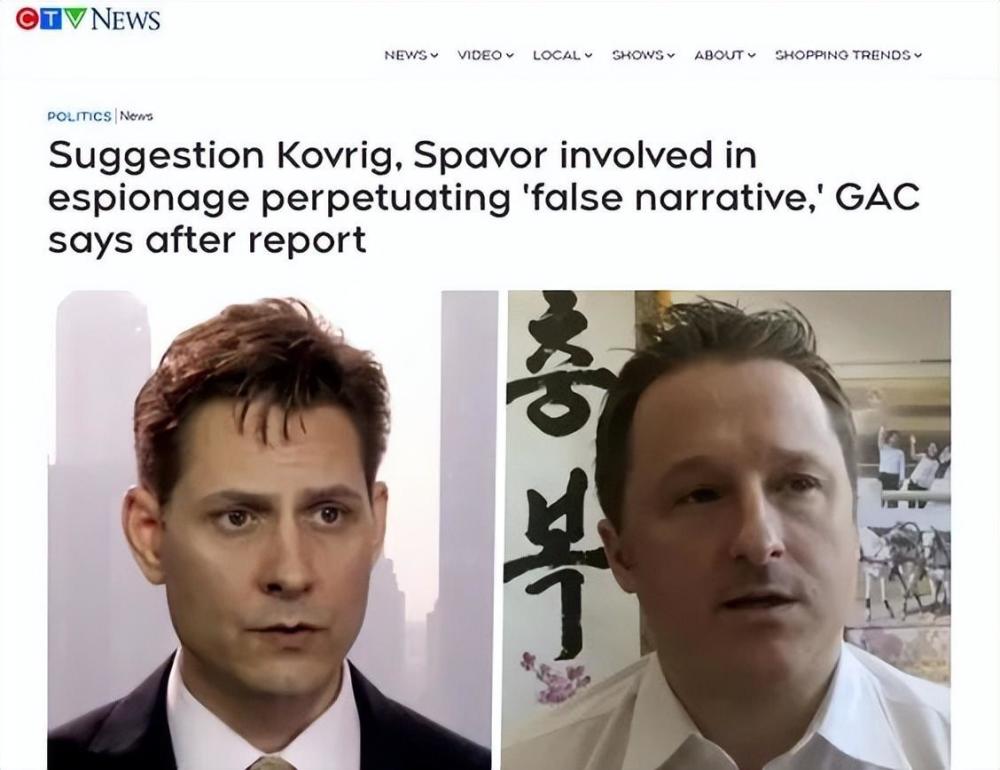 CTV NEWS
NEWS VIDEO LOCAL SHOWS ABOUT SHOPPING TRENDS
POLITICS | News
Suggestion Kovrig, Spavor involved in
espionage perpetuating 'false narrative,' GAC
says after report
충
복